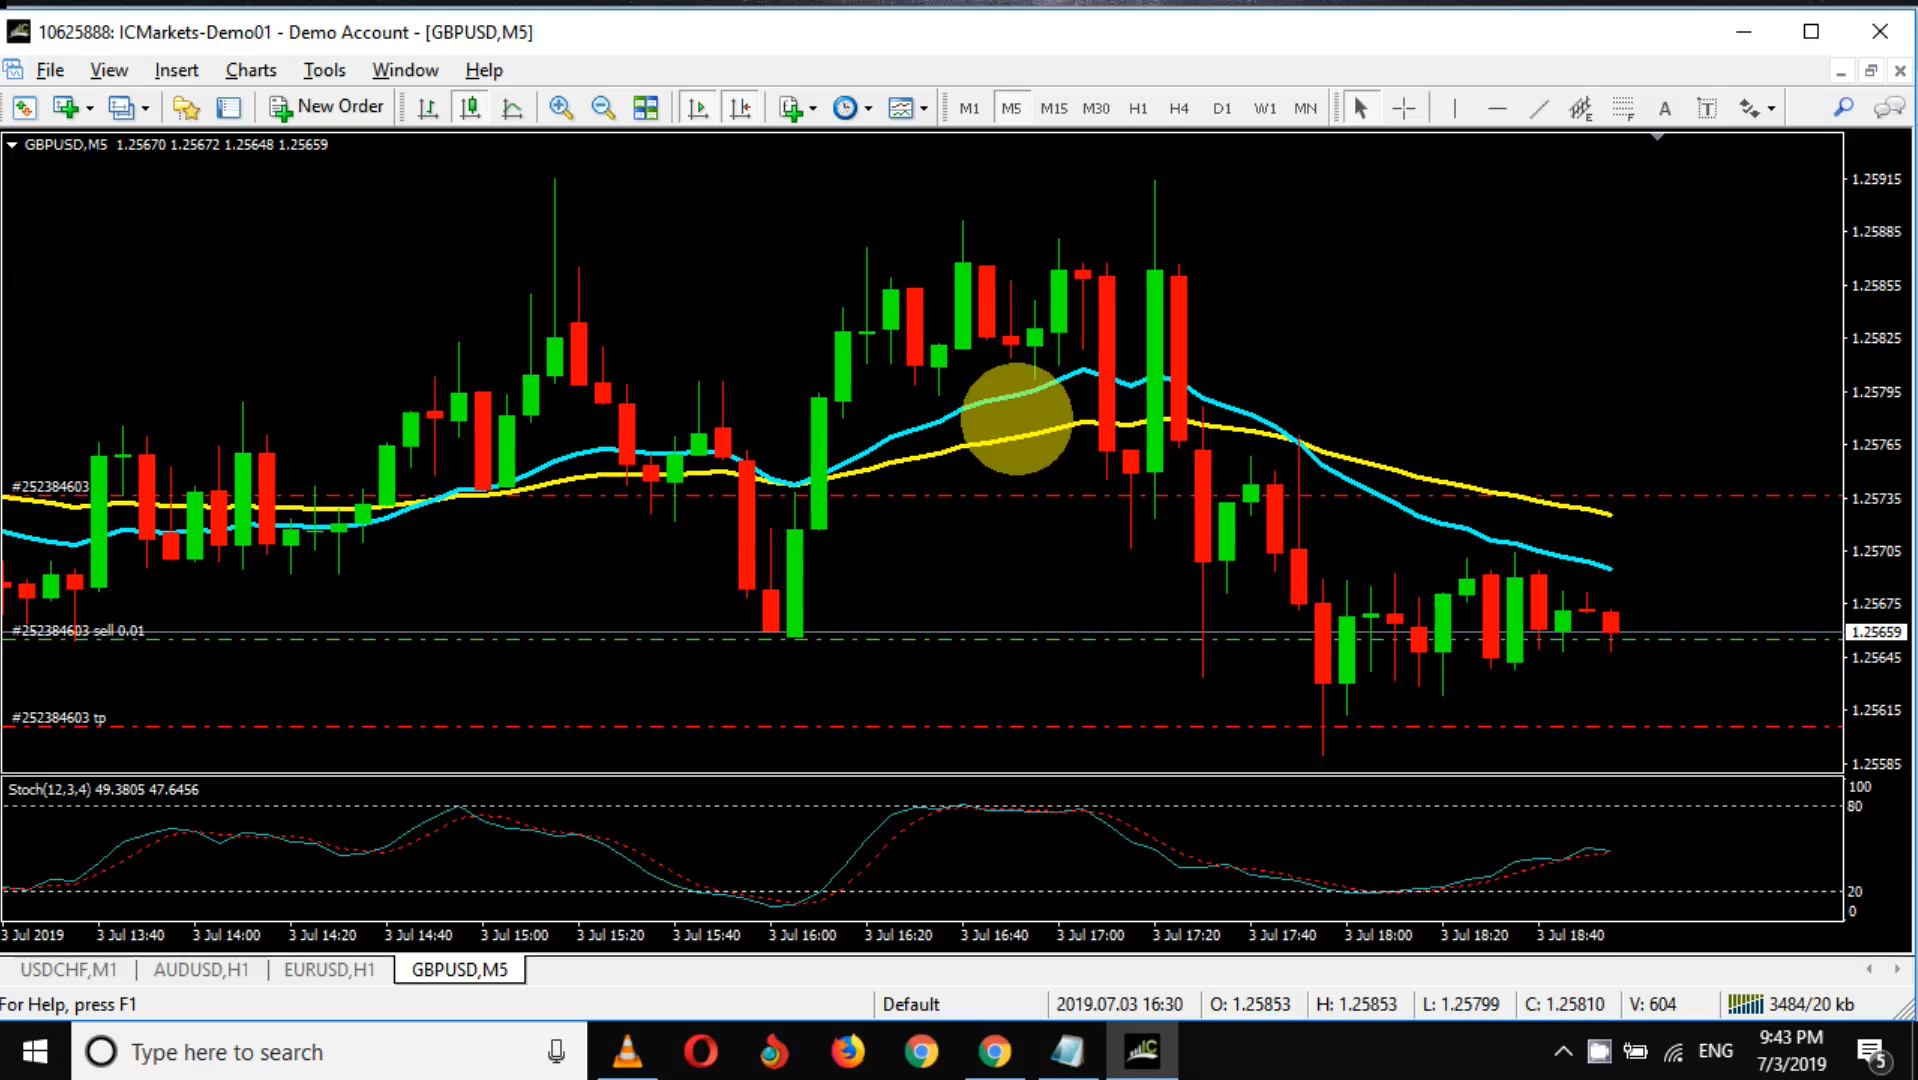 10625888: ICMarkets-Demo01 - Demo Account - [GBPUSD,M5]
File View Insert Charts Tools Window Help
New Order M1 M5 M15 M30 H1 H4 D1 W1 MN A T
GBPUSD,M5 1.25670 1.25672 1.25648 1.25659
1.25915
1.25885
1.25855
1.25825
1.25795
1.25765
#252384603
1.25735
1.25705
1.25675
#252384603 sell 0.01
1.25659
1.25645
#252384603 tp
1.25615
1.25585
Stoch(12,3,4) 49.3805 47.6456
100
80
20
0
3 Jul 2019 3 Jul 13:40 3 Jul 14:00 3 Jul 14:20 3 Jul 14:40 3 Jul 15:00 3 Jul 15:20 3 Jul 15:40 3 Jul 16:00 3 Jul 16:20 3 Jul 16:40 3 Jul 17:00 3 Jul 17:20 3 Jul 17:40 3 Jul 18:00 3 Jul 18:20 3 Jul 18:40
USDCHF,M1 AUDUSD,H1 EURUSD,H1 GBPUSD,M5
For Help, press F1 Default 2019.07.03 16:30 O: 1.25853 H: 1.25853 L: 1.25799 C: 1.25810 V: 604 3484/20 kb
Type here to search IC ENG 9:43 PM
7/3/2019 5